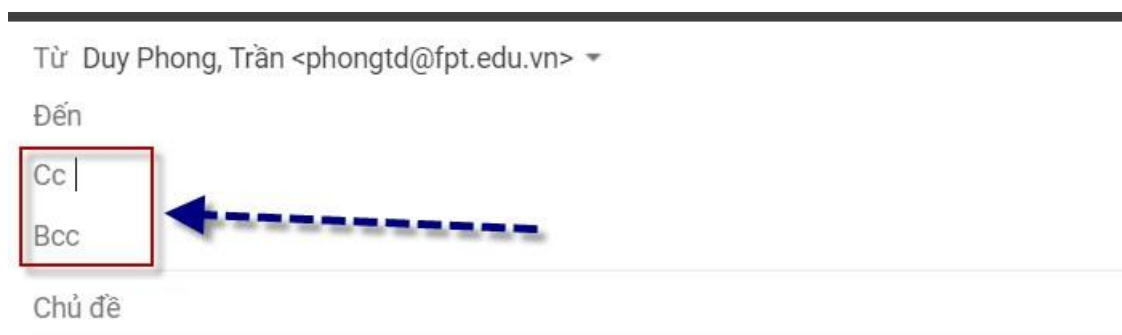 Từ Duy Phong, Trần <phongtd@fpt.edu.vn>
Đến
Cc
Bcc
Chủ đề